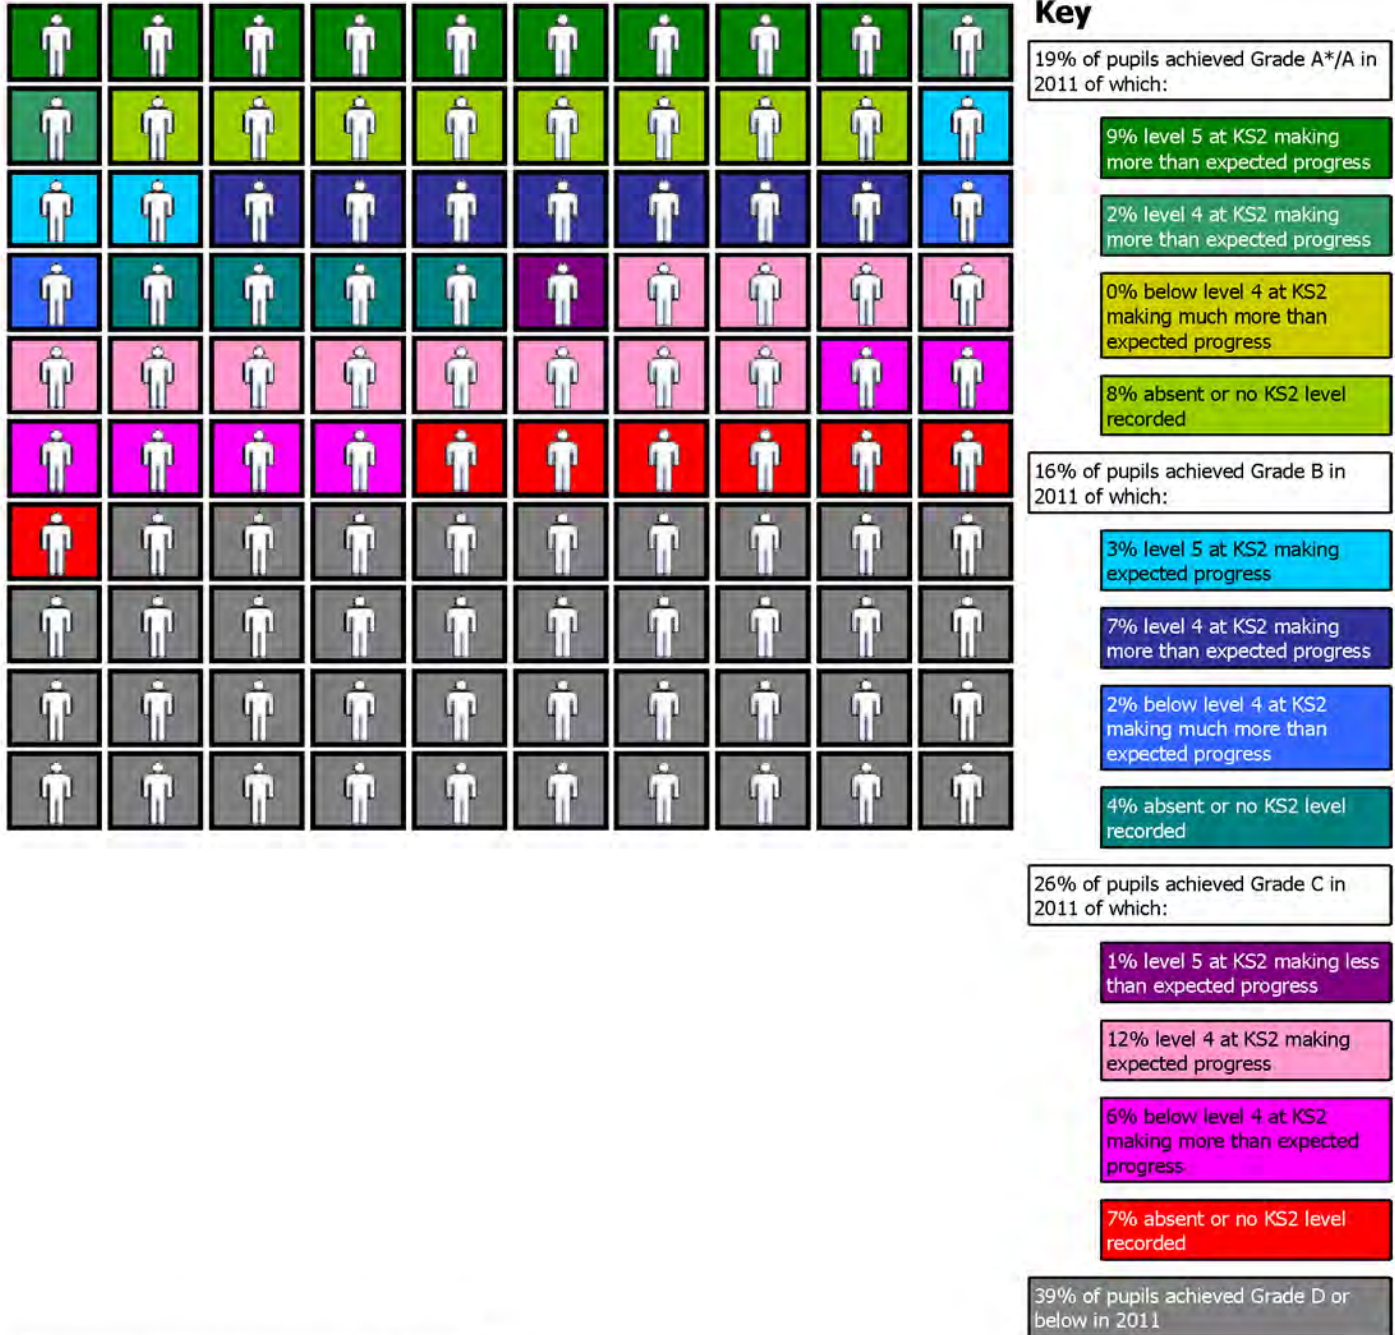 Key
19% of pupils achieved Grade A*/A in
2011 of which:
9% level 5 at KS2 making
more than expected progress
2% level 4 at KS2 making
more than expected progress
0% below level 4 at KS2
making much more than
expected progress
8% absent or no KS2 level
recorded
16% of pupils achieved Grade B in
2011 of which:
3% level 5 at KS2 making
expected progress
7% level 4 at KS2 making
more than expected progress
2% below level 4 at KS2
making much more than
expected progress
4% absent or no KS2 level
recorded
26% of pupils achieved Grade C in
2011 of which:
1% level 5 at KS2 making less
than expected progress
12% level 4 at KS2 making
expected progress
6% below level 4 at KS2
making more than expected
progress
7% absent or no KS2 level
recorded
39% of pupils achieved Grade D or
below in 2011